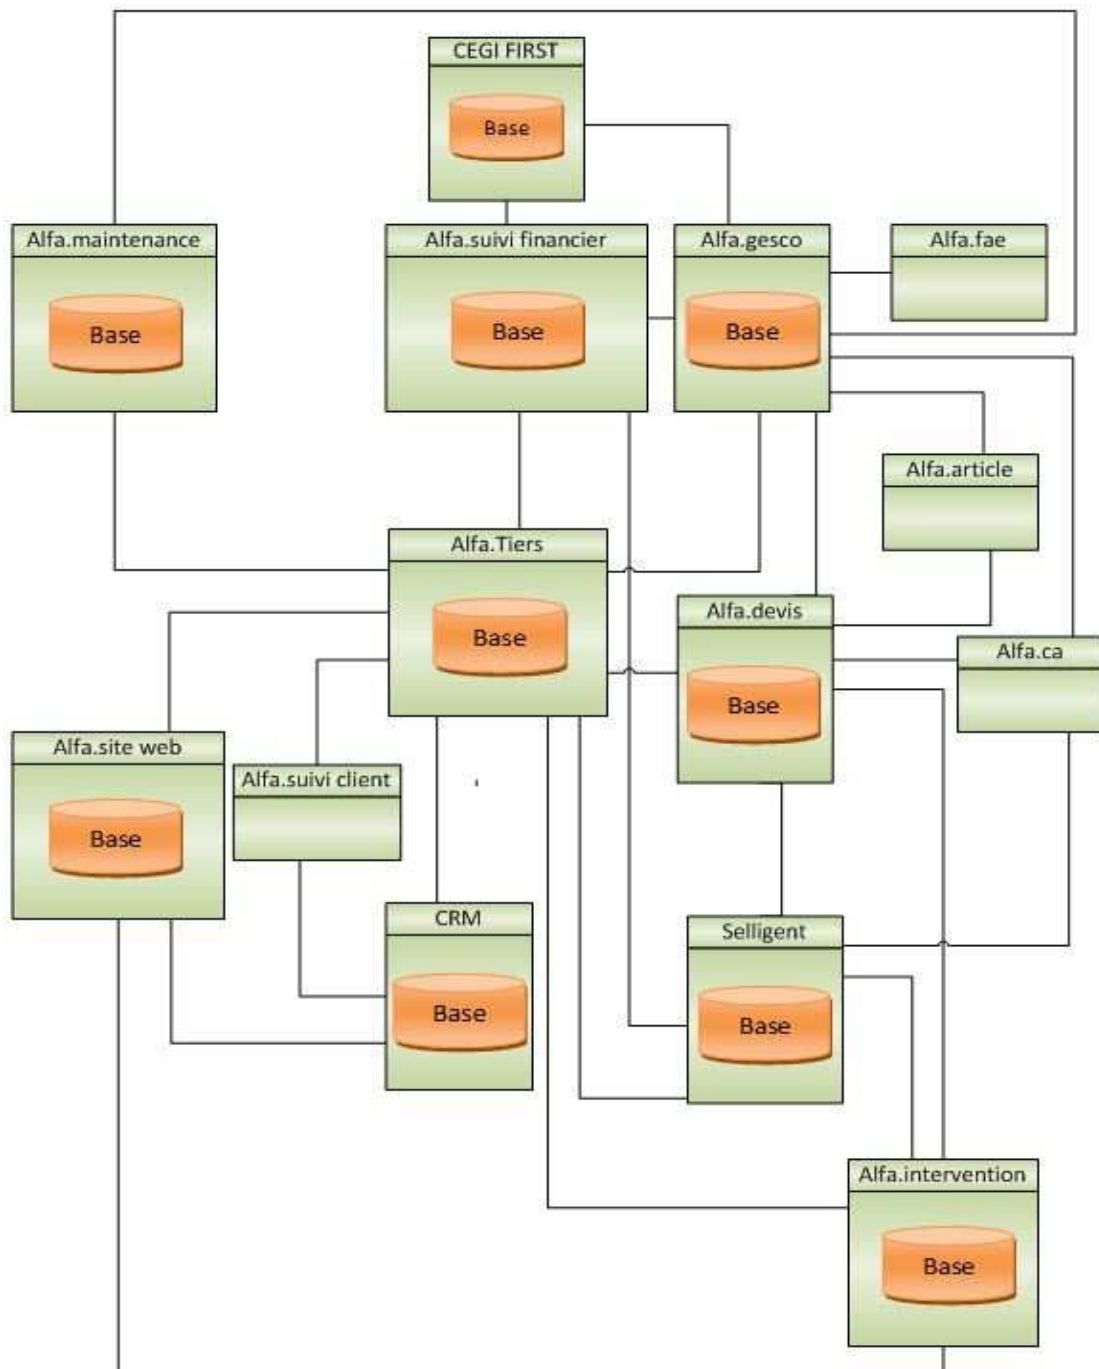 CEGI FIRST
Base
Alfa.maintenance
Base
Alfa.suivi financier
Base
Alfa.gesco
Base
Alfa.fae
Alfa.article
Alfa.Tiers
Base
Alfa.devis
Base
Alfa.ca
Alfa.site web
Base
Alfa.suivi client
CRM
Base
Selligent
Base
Alfa.intervention
Base